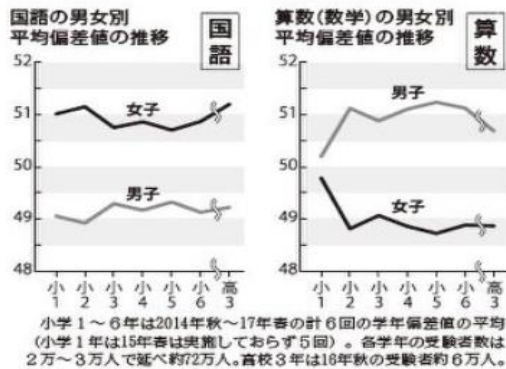 国語の男女別
平均偏差値の推移
国語
52
51
50
49
48
女子
男子
小1
小2
小3
小4
小5
小6
高3
算数(数学)の男女別
平均偏差値の推移
算数
52
51
50
49
48
男子
女子
小1
小2
小3
小4
小5
小6
高3
小学1～6年は2014年秋～17年春の計6回の学年偏差値の平均
(小学1年は15年春は実施しておらず5回)。各学年の受験者数は
2万～3万人で延べ約72万人。高校3年は16年秋の受験者約6万人。